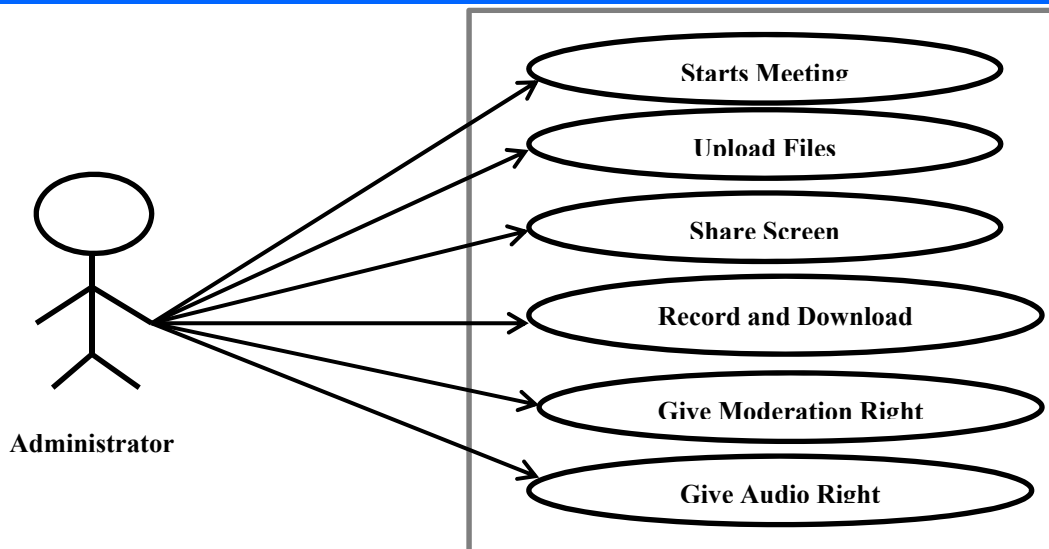 Starts Meeting
Upload Files
Share Screen
Record and Download
Give Moderation Right
Give Audio Right
Administrator